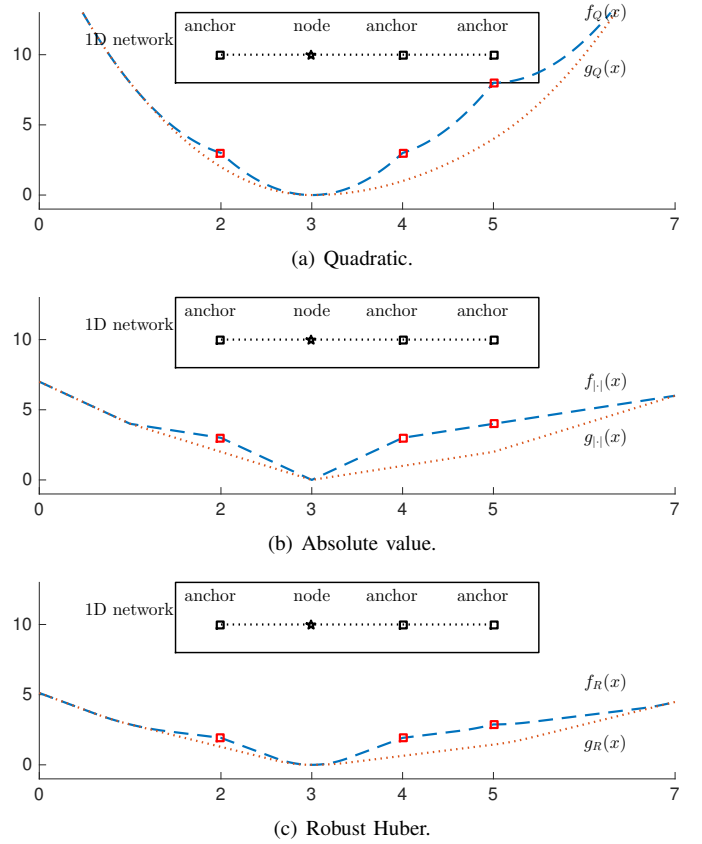 f_Q(x)
anchor node anchor anchor
10
1D network
g_Q(x)
5
0
0 2 3 4 5 7
(a) Quadratic.
anchor node anchor anchor
1D network
10
f_{|·|}(x)
5
g_{|·|}(x)
0
0 2 3 4 5 7
(b) Absolute value.
anchor node anchor anchor
1D network
10
f_R(x)
5
g_R(x)
0
0 2 3 4 5 7
(c) Robust Huber.